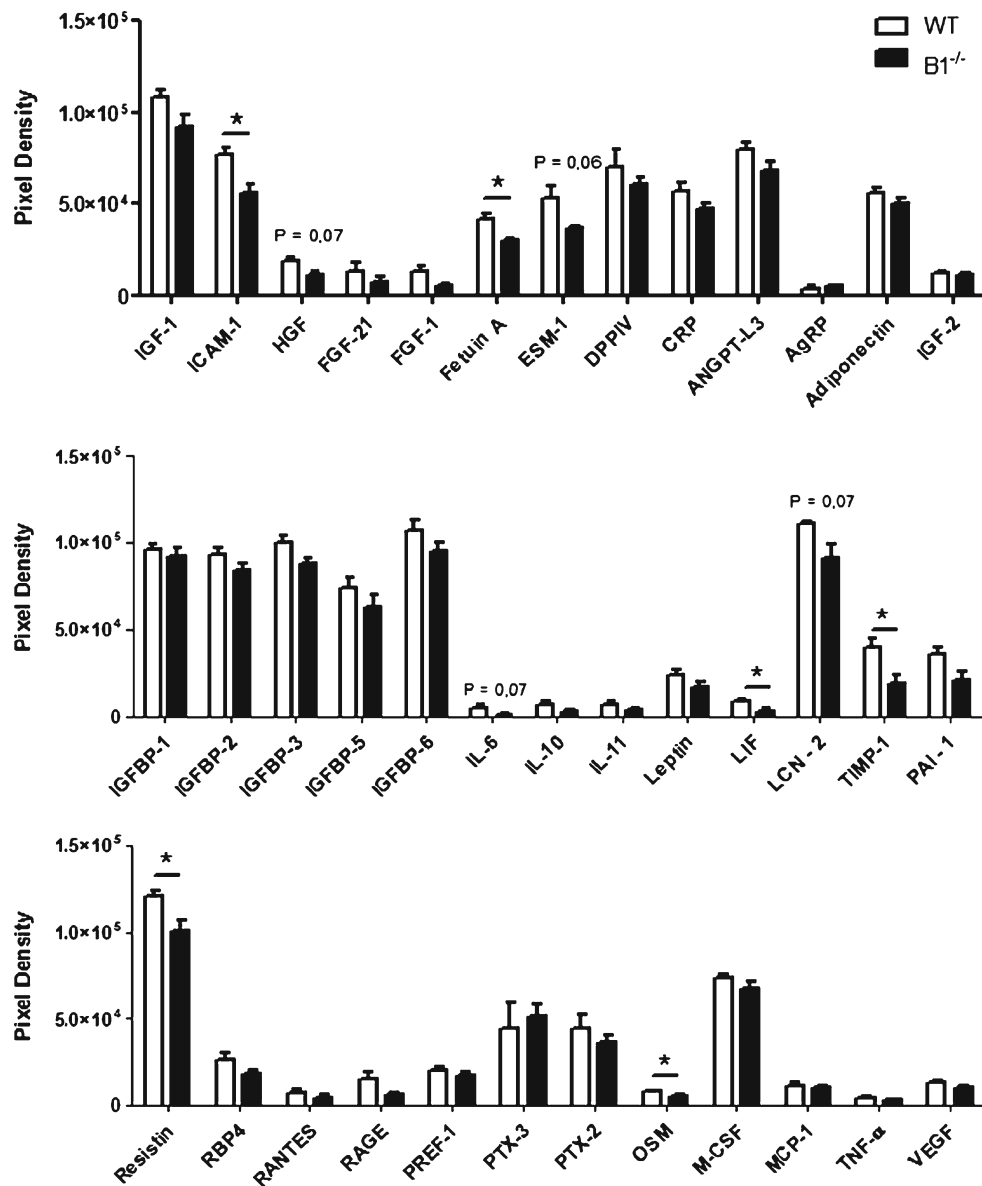 1.5×10⁵
WT
B1⁻/⁻
1.0×10⁵
*
P = 0.06
*
5.0×10⁴
P = 0.07
0
Pixel Density
IGF-1 ICAM-1 HGF FGF-21 FGF-1 Fetuin A ESM-1 DPPIV CRP ANGPT-L3 AgRP Adiponectin IGF-2
1.5×10⁵
P = 0.07
1.0×10⁵
5.0×10⁴
*
*
P = 0.07
0
Pixel Density
IGFBP-1 IGFBP-2 IGFBP-3 IGFBP-5 IGFBP-6 IL-6 IL-10 IL-11 Leptin LIF LCN - 2 TIMP-1 PAI - 1
1.5×10⁵
*
1.0×10⁵
5.0×10⁴
*
0
Pixel Density
Resistin RBP4 RANTES RAGE PREF-1 PTX-3 PTX-2 OSM M-CSF MCP-1 TNF-α VEGF